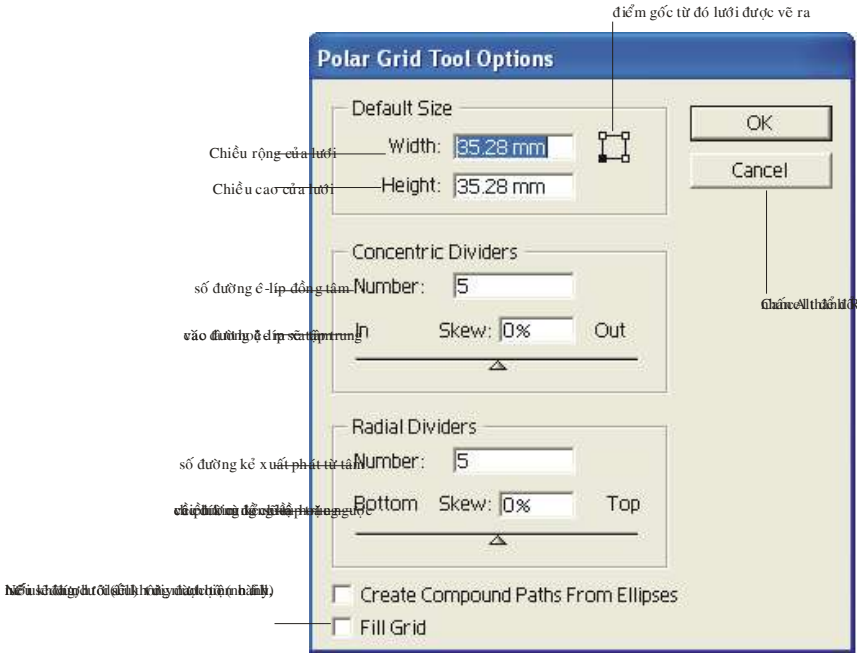 điểm gốc từ đó lưới được vẽ ra
Polar Grid Tool Options
Default Size
Chiều rộng của lưới
Width: 35.28 mm
OK
Chiều cao của lưới
Height: 35.28 mm
Cancel
Concentric Dividers
số đường ê-líp đồng tâm
Number: 5
In Skew: 0% Out
Radial Dividers
số đường kẻ xuất phát từ tâm
Number: 5
Bottom Skew: 0% Top
Create Compound Paths From Ellipses
Fill Grid